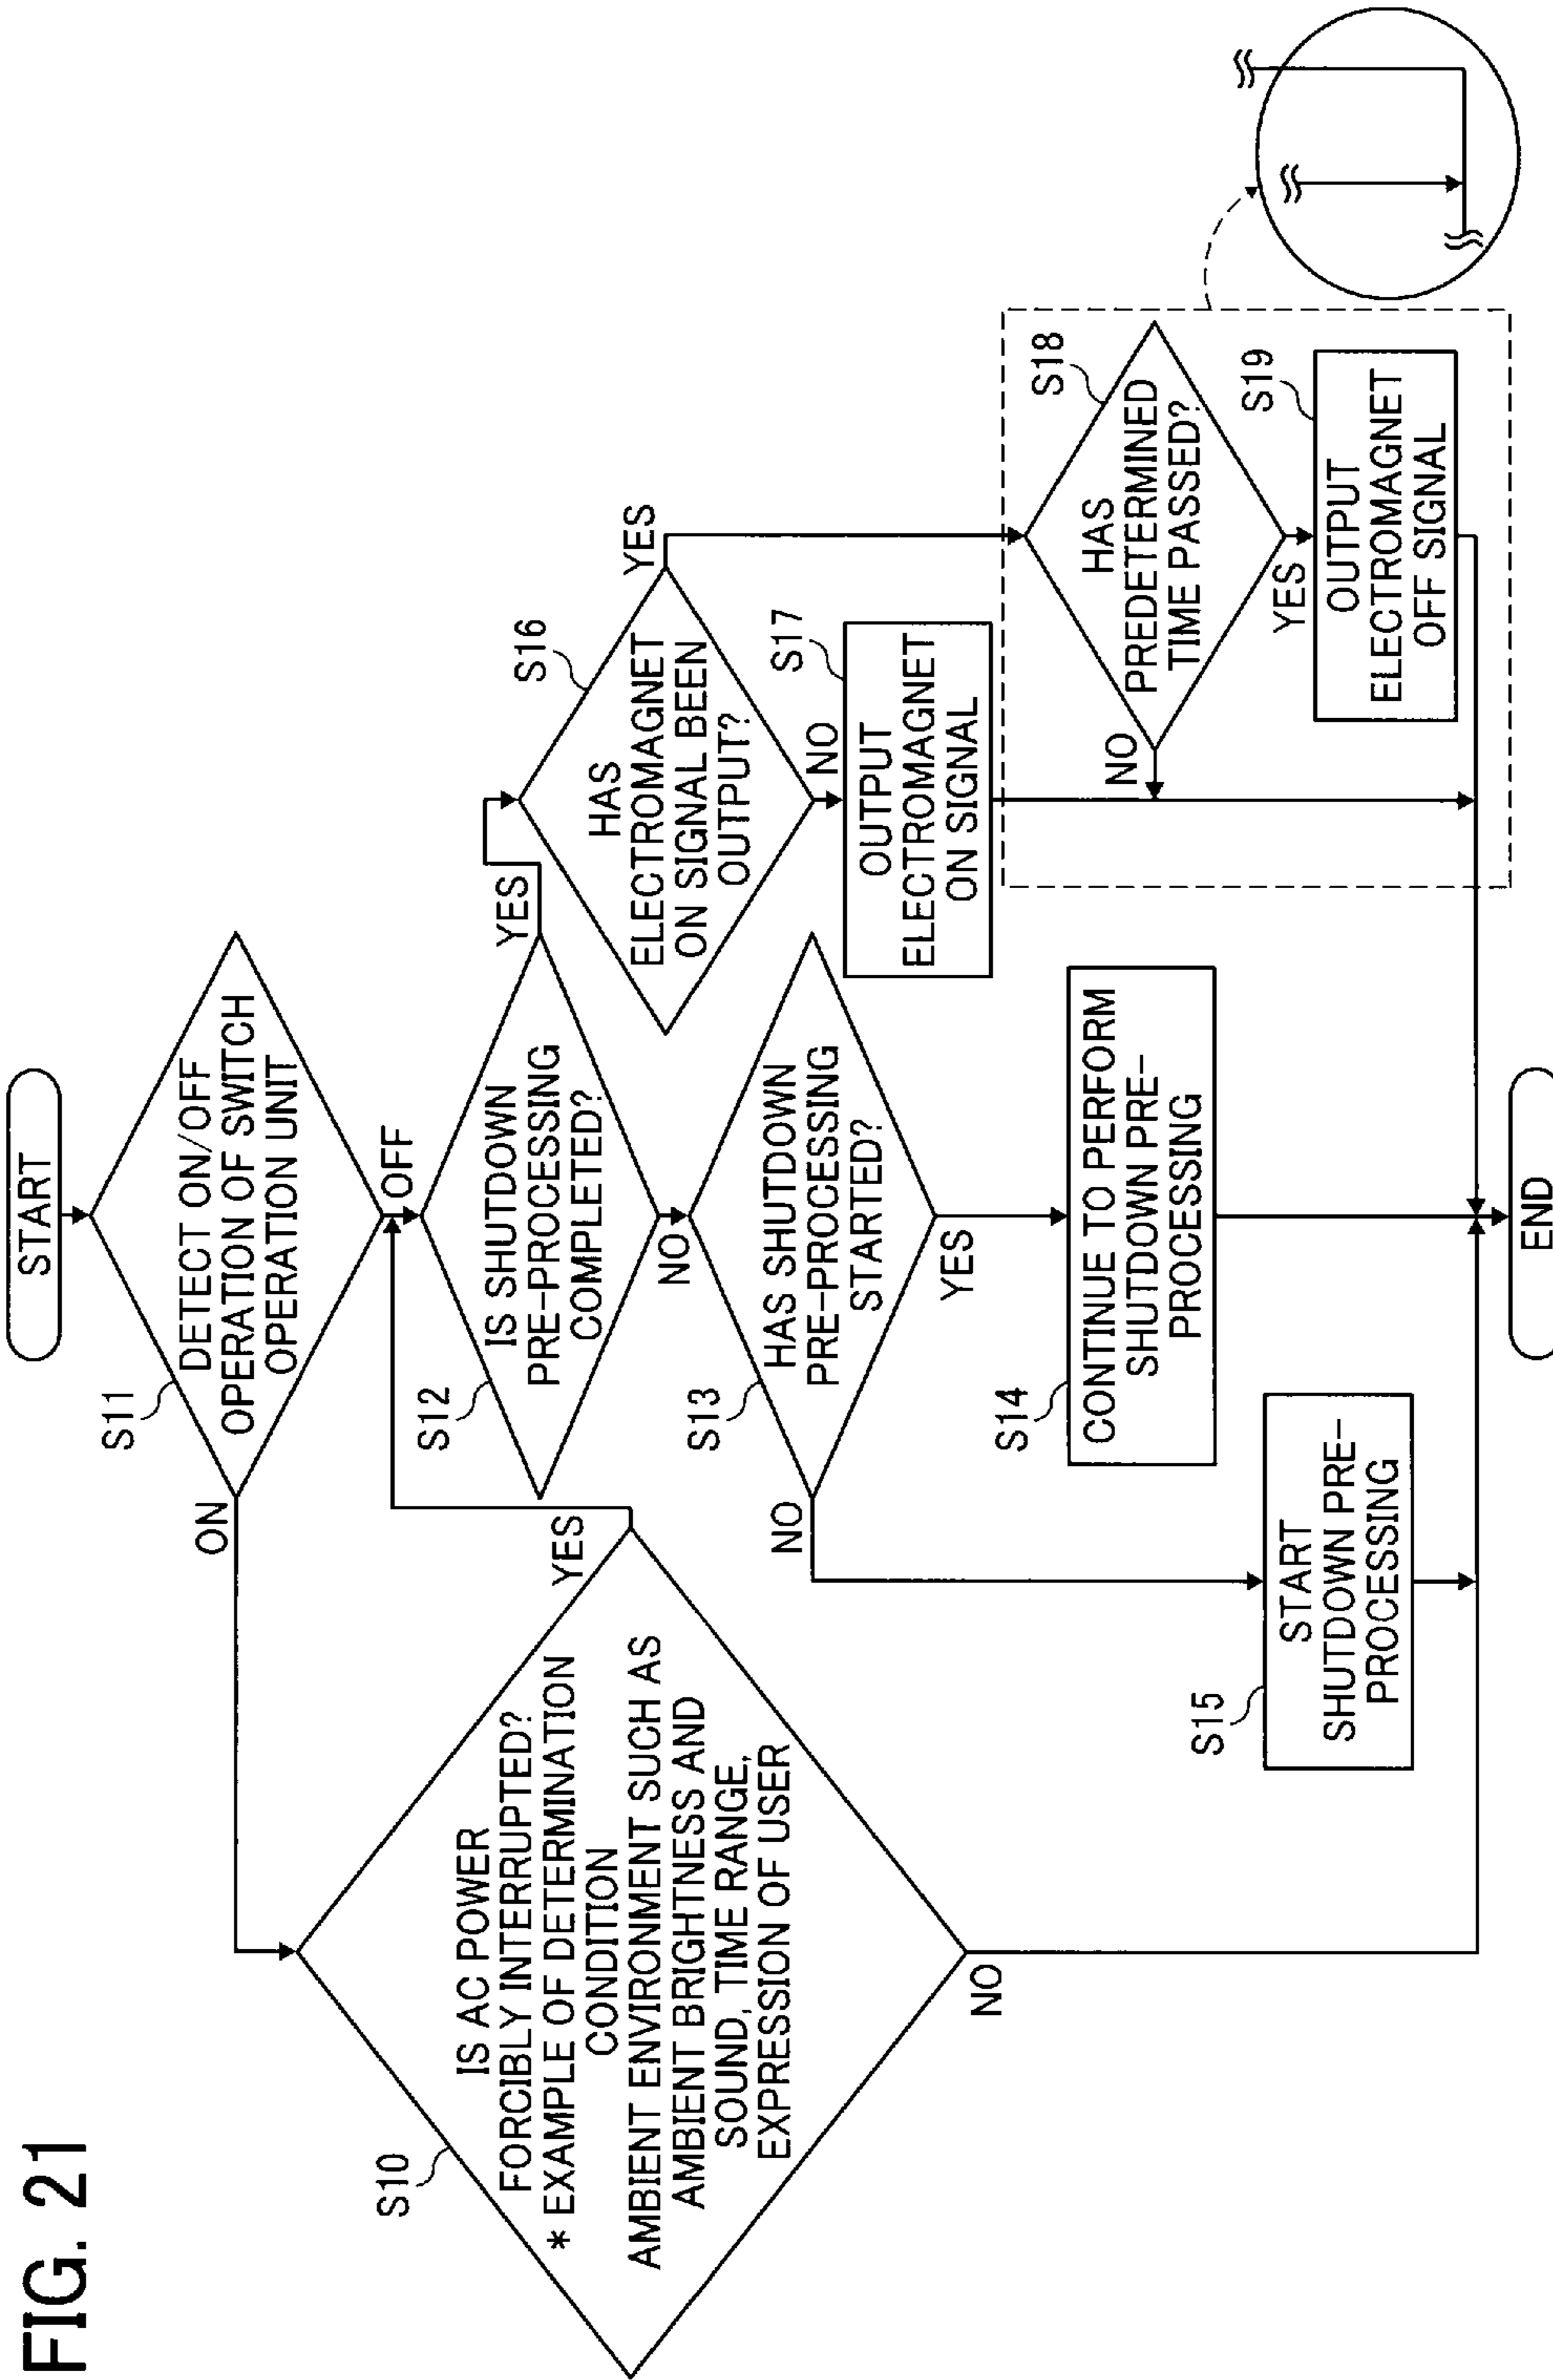 FIG. 21
START
S11
DETECT ON/OFF
OPERATION OF SWITCH
OPERATION UNIT
ON
OFF
S10
IS AC POWER
FORCIBLY INTERRUPTED?
* EXAMPLE OF DETERMINATION
CONDITION
AMBIENT ENVIRONMENT SUCH AS
AMBIENT BRIGHTNESS AND
SOUND, TIME RANGE,
EXPRESSION OF USER
YES
NO
S12
IS SHUTDOWN
PRE-PROCESSING
COMPLETED?
YES
NO
S13
HAS SHUTDOWN
PRE-PROCESSING
STARTED?
NO
YES
S14
CONTINUE TO PERFORM
SHUTDOWN PRE-
PROCESSING
S15
START
SHUTDOWN PRE-
PROCESSING
S16
HAS
ELECTROMAGNET
ON SIGNAL BEEN
OUTPUT?
YES
NO
S17
OUTPUT
ELECTROMAGNET
ON SIGNAL
S18
HAS
PREDETERMINED
TIME PASSED?
NO
YES
S19
OUTPUT
ELECTROMAGNET
OFF SIGNAL
END